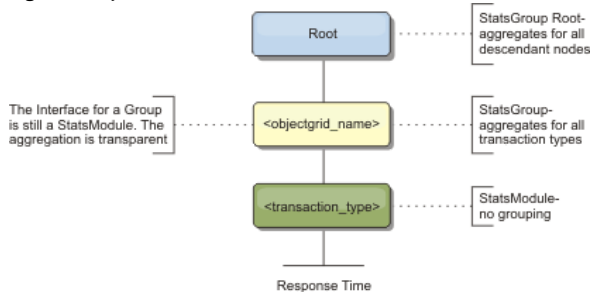 Root
StatsGroup Root-
aggregates for all
descendant nodes
The Interface for a Group
is still a StatsModule. The
aggregation is transparent
<objectgrid_name>
StatsGroup-
aggregates for all
transaction types
<transaction_type>
StatsModule-
no grouping
Response Time